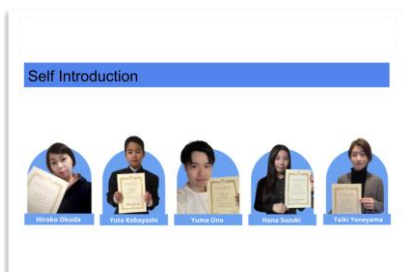 Self Introduction
Hiroko Okuda
Yuta Kobayashi
Yuma Ono
Hana Suzuki
Taiki Yoneyama